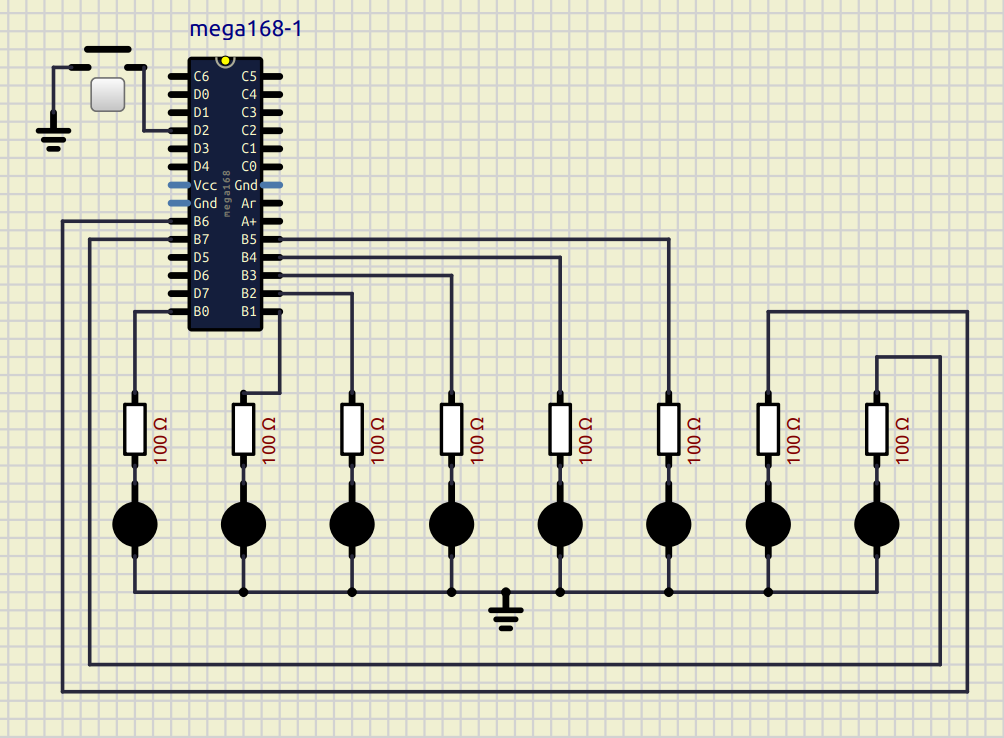 mega168-1
C6 C5
D0 C4
D1 C3
D2 C2
D3 C1
D4 C0
Vcc Gnd
Gnd Ar
B6 A+
B7 B5
D5 B4
D6 B3
D7 B2
B0 B1
mega168
100 Ω
100 Ω
100 Ω
100 Ω
100 Ω
100 Ω
100 Ω
100 Ω